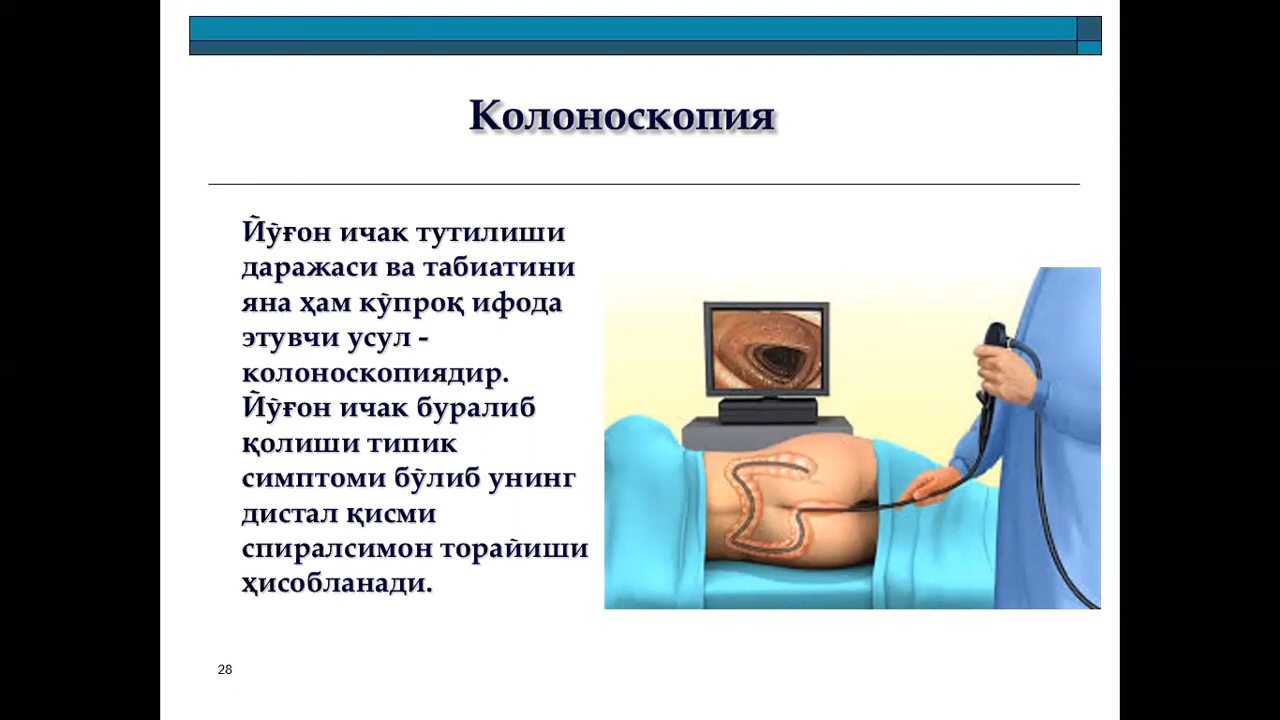 Колоноскопия
Йўғон ичак тутилиши
даражаси ва табиатини
яна ҳам кўпроқ ифода
этувчи усул -
колоноскопиядир.
Йўғон ичак буралиб
қолиши типик
симптоми бўлиб унинг
дистал қисми
спиралсимон торайиши
ҳисобланади.
28